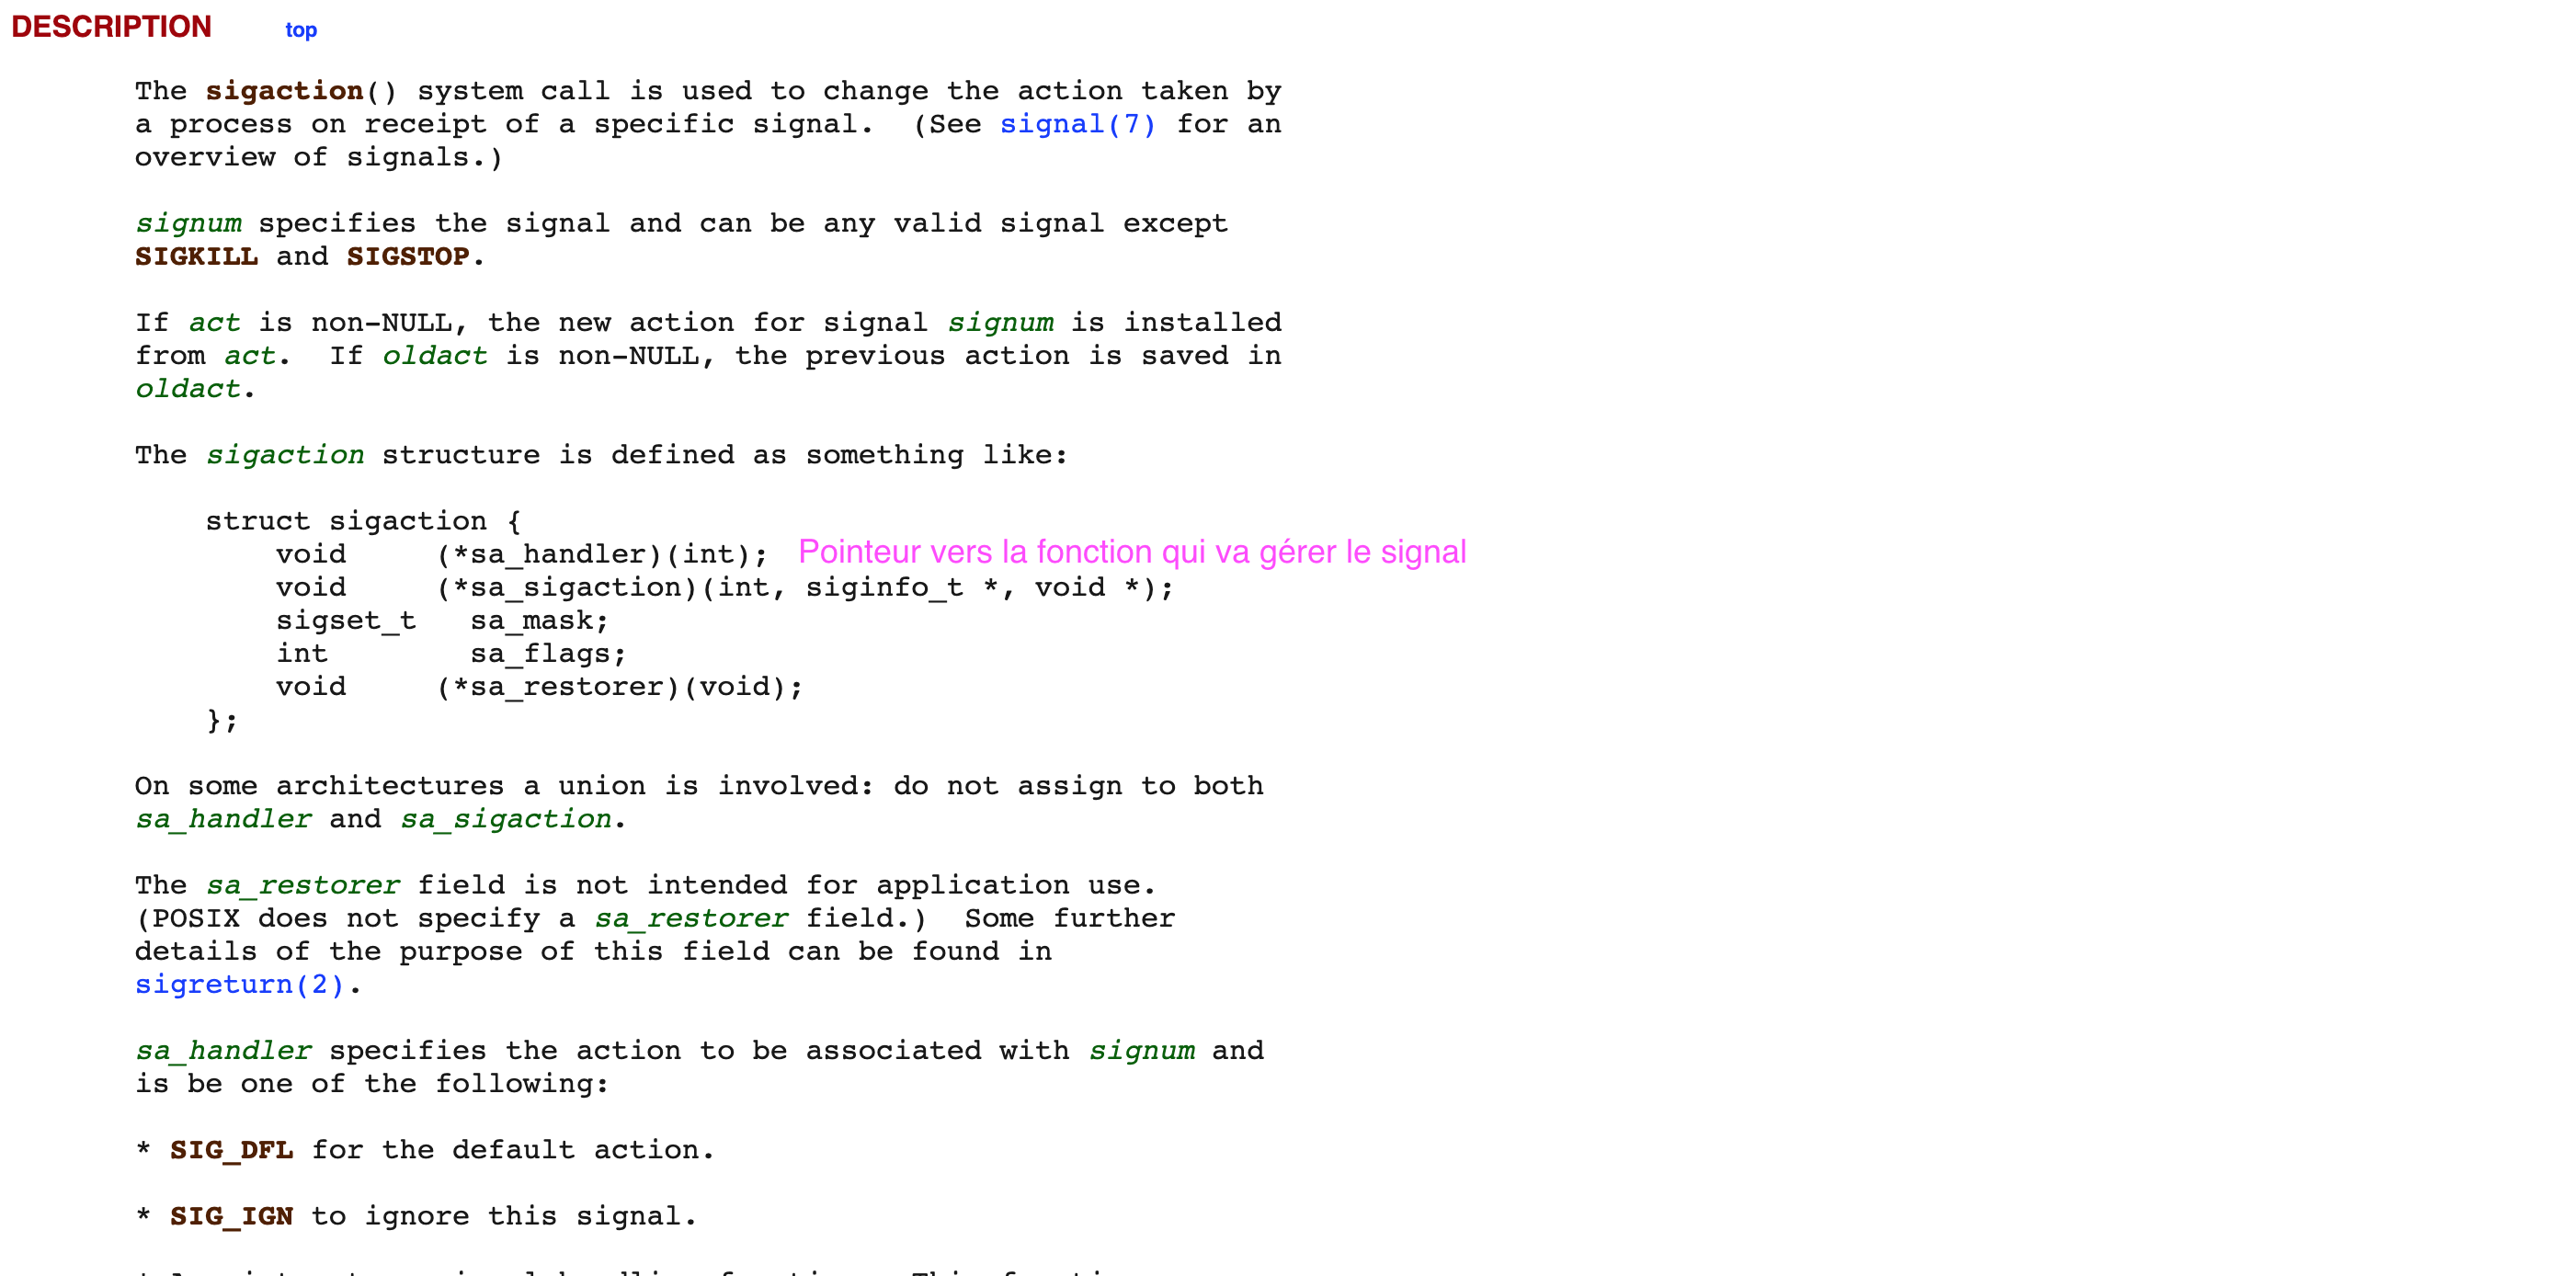 DESCRIPTION top
The sigaction() system call is used to change the action taken by
a process on receipt of a specific signal.  (See signal(7) for an
overview of signals.)
signum specifies the signal and can be any valid signal except
SIGKILL and SIGSTOP.
If act is non-NULL, the new action for signal signum is installed
from act.  If oldact is non-NULL, the previous action is saved in
oldact.
The sigaction structure is defined as something like:
struct sigaction {
void     (*sa_handler)(int); Pointeur vers la fonction qui va gérer le signal
void     (*sa_sigaction)(int, siginfo_t *, void *);
sigset_t   sa_mask;
int        sa_flags;
void     (*sa_restorer)(void);
};
On some architectures a union is involved: do not assign to both
sa_handler and sa_sigaction.
The sa_restorer field is not intended for application use.
(POSIX does not specify a sa_restorer field.)  Some further
details of the purpose of this field can be found in
sigreturn(2).
sa_handler specifies the action to be associated with signum and
is be one of the following:
* SIG_DFL for the default action.
* SIG_IGN to ignore this signal.